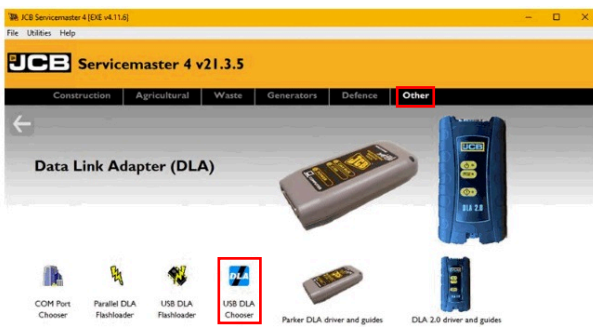 JCB Servicemaster 4 [EXE v4.11.6]
File Utilities Help
JCB Servicemaster 4 v21.3.5
Construction Agricultural Waste Generators Defence Other
Data Link Adapter (DLA)
JCB
DLA 2.0
DLA
COM Port Chooser
Parallel DLA Flashloader
USB DLA Flashloader
USB DLA Chooser
Parker DLA driver and guides
DLA 2.0 driver and guides